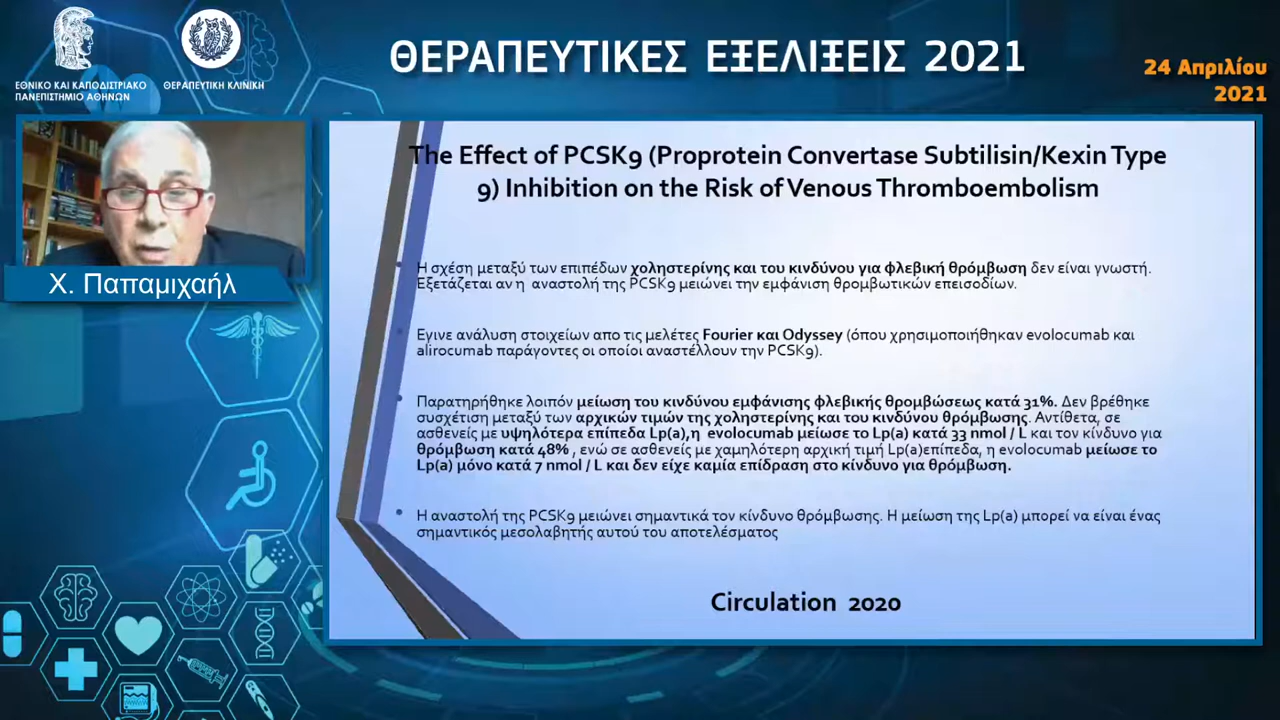 ΕΘΝΙΚΟ ΚΑΙ ΚΑΠΟΔΙΣΤΡΙΑΚΟ
ΠΑΝΕΠΙΣΤΗΜΙΟ ΑΘΗΝΩΝ
ΘΕΡΑΠΕΥΤΙΚΗ ΚΛΙΝΙΚΗ
ΘΕΡΑΠΕΥΤΙΚΕΣ ΕΞΕΛΙΞΕΙΣ 2021
24 Απριλίου
2021
Χ. Παπαμιχαήλ
The Effect of PCSK9 (Proprotein Convertase Subtilisin/Kexin Type
9) Inhibition on the Risk of Venous Thromboembolism
Η σχέση μεταξύ των επιπέδων χοληστερίνης και του κινδύνου για φλεβική θρόμβωση δεν είναι γνωστή.
Εξετάζεται αν η αναστολή της PCSK9 μειώνει την εμφάνιση θρομβωτικών επεισοδίων.
Εγινε ανάλυση στοιχείων απο τις μελέτες Fourier και Odyssey (όπου χρησιμοποιήθηκαν evolocumab και
alirocumab παράγοντες οι οποίοι αναστέλλουν την PCSK9).
Παρατηρήθηκε λοιπόν μείωση του κινδύνου εμφάνισης φλεβικής θρομβώσεως κατά 31%. Δεν βρέθηκε
συσχέτιση μεταξύ των αρχικών τιμών της χοληστερίνης και του κινδύνου θρόμβωσης. Αντίθετα, σε
ασθενείς με υψηλότερα επίπεδα Lp(a),η evolocumab μείωσε το Lp(a) κατά 33 nmol / L και τον κίνδυνο για
θρόμβωση κατά 48% , ενώ σε ασθενείς με χαμηλότερη αρχική τιμή Lp(a)επίπεδα, η evolocumab μείωσε το
Lp(a) μόνο κατά 7 nmol / L και δεν είχε καμία επίδραση στο κίνδυνο για θρόμβωση.
Η αναστολή της PCSK9 μειώνει σημαντικά τον κίνδυνο θρόμβωσης. Η μείωση της Lp(a) μπορεί να είναι ένας
σημαντικός μεσολαβητής αυτού του αποτελέσματος
Circulation 2020